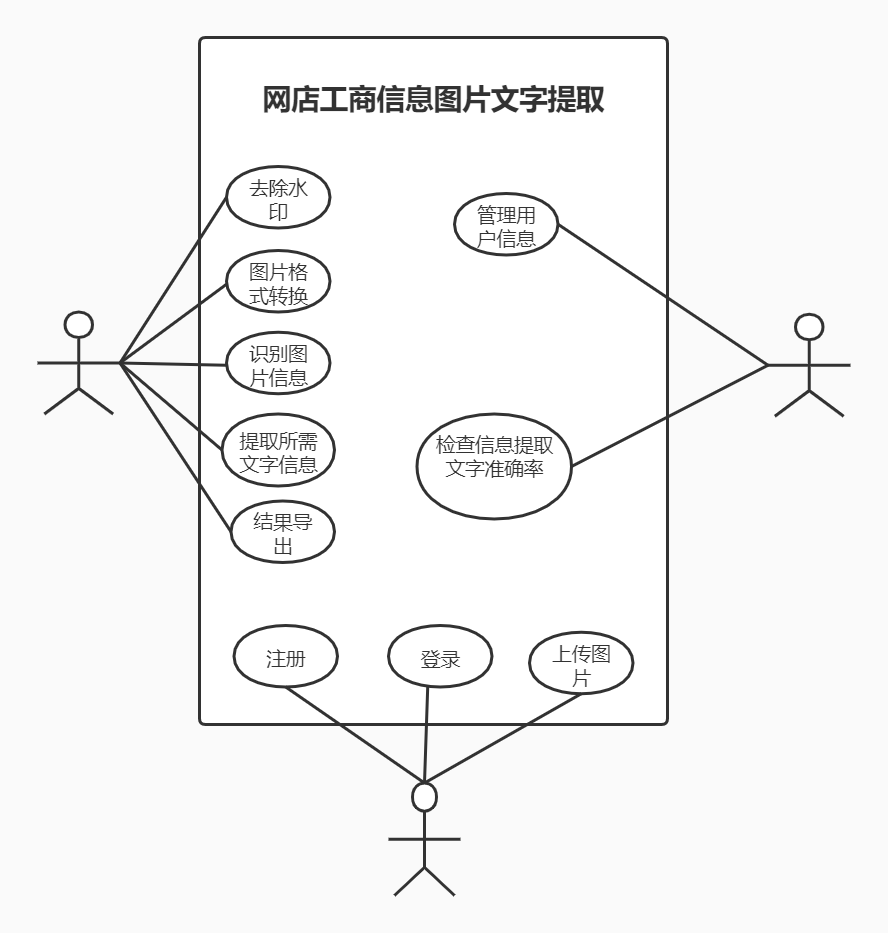 网店工商信息图片文字提取
去除水
印
管理用
户信息
图片格
式转换
识别图
片信息
提取所需
文字信息
检查信息提取
文字准确率
结果导
出
注册
登录
上传图
片